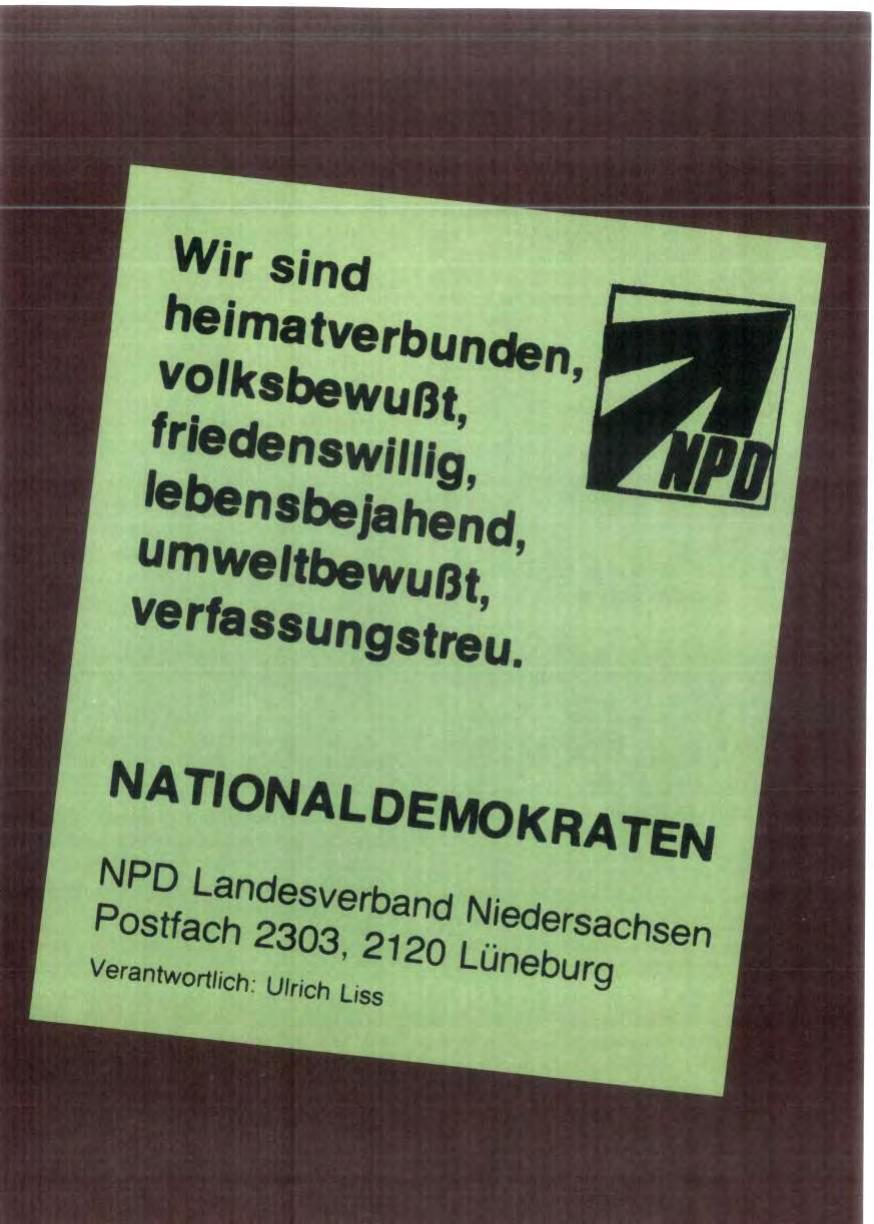 Wir sind
heimatverbunden,
volksbewußt,
friedenswillig,
lebensbejahend,
umweltbewußt,
verfassungstreu.
NPD
NATIONALDEMOKRATEN
NPD Landesverband Niedersachsen
Postfach 2303, 2120 Lüneburg
Verantwortlich: Ulrich Liss